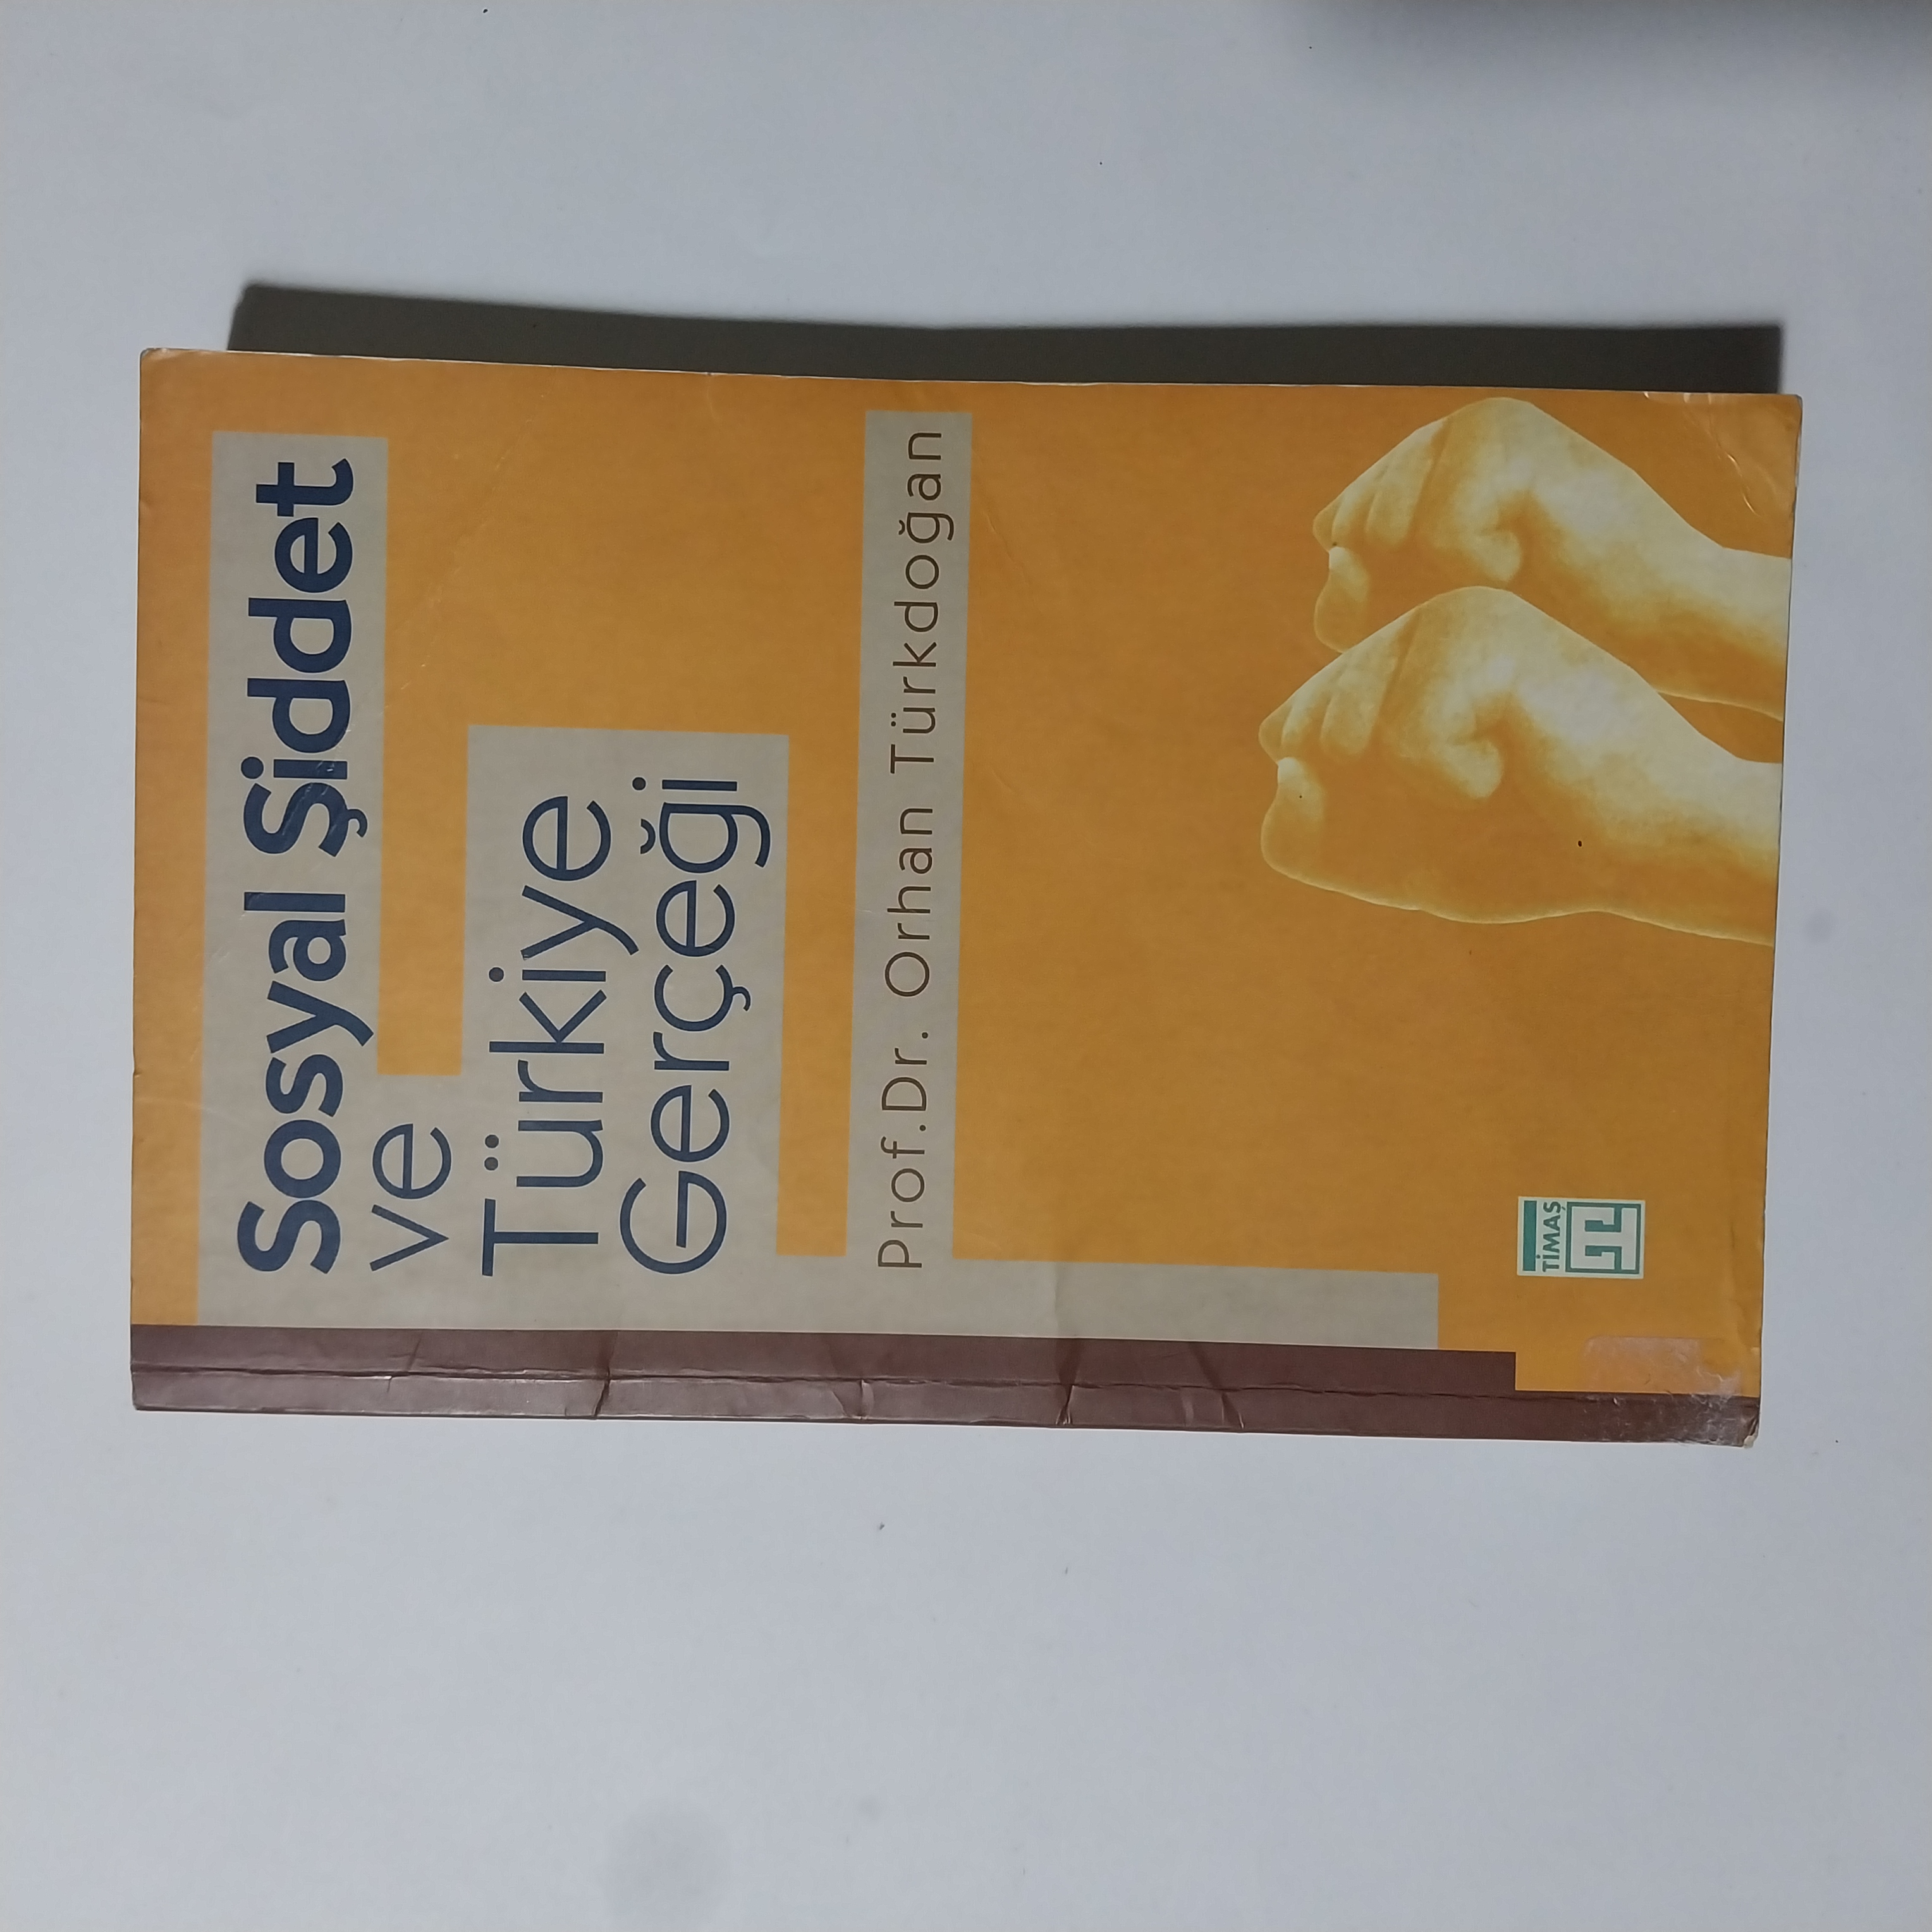 Sosyal Şiddet
ve
Türkiye
Gerçeği
Prof.Dr. Orhan Türkdoğan
TİMAŞ